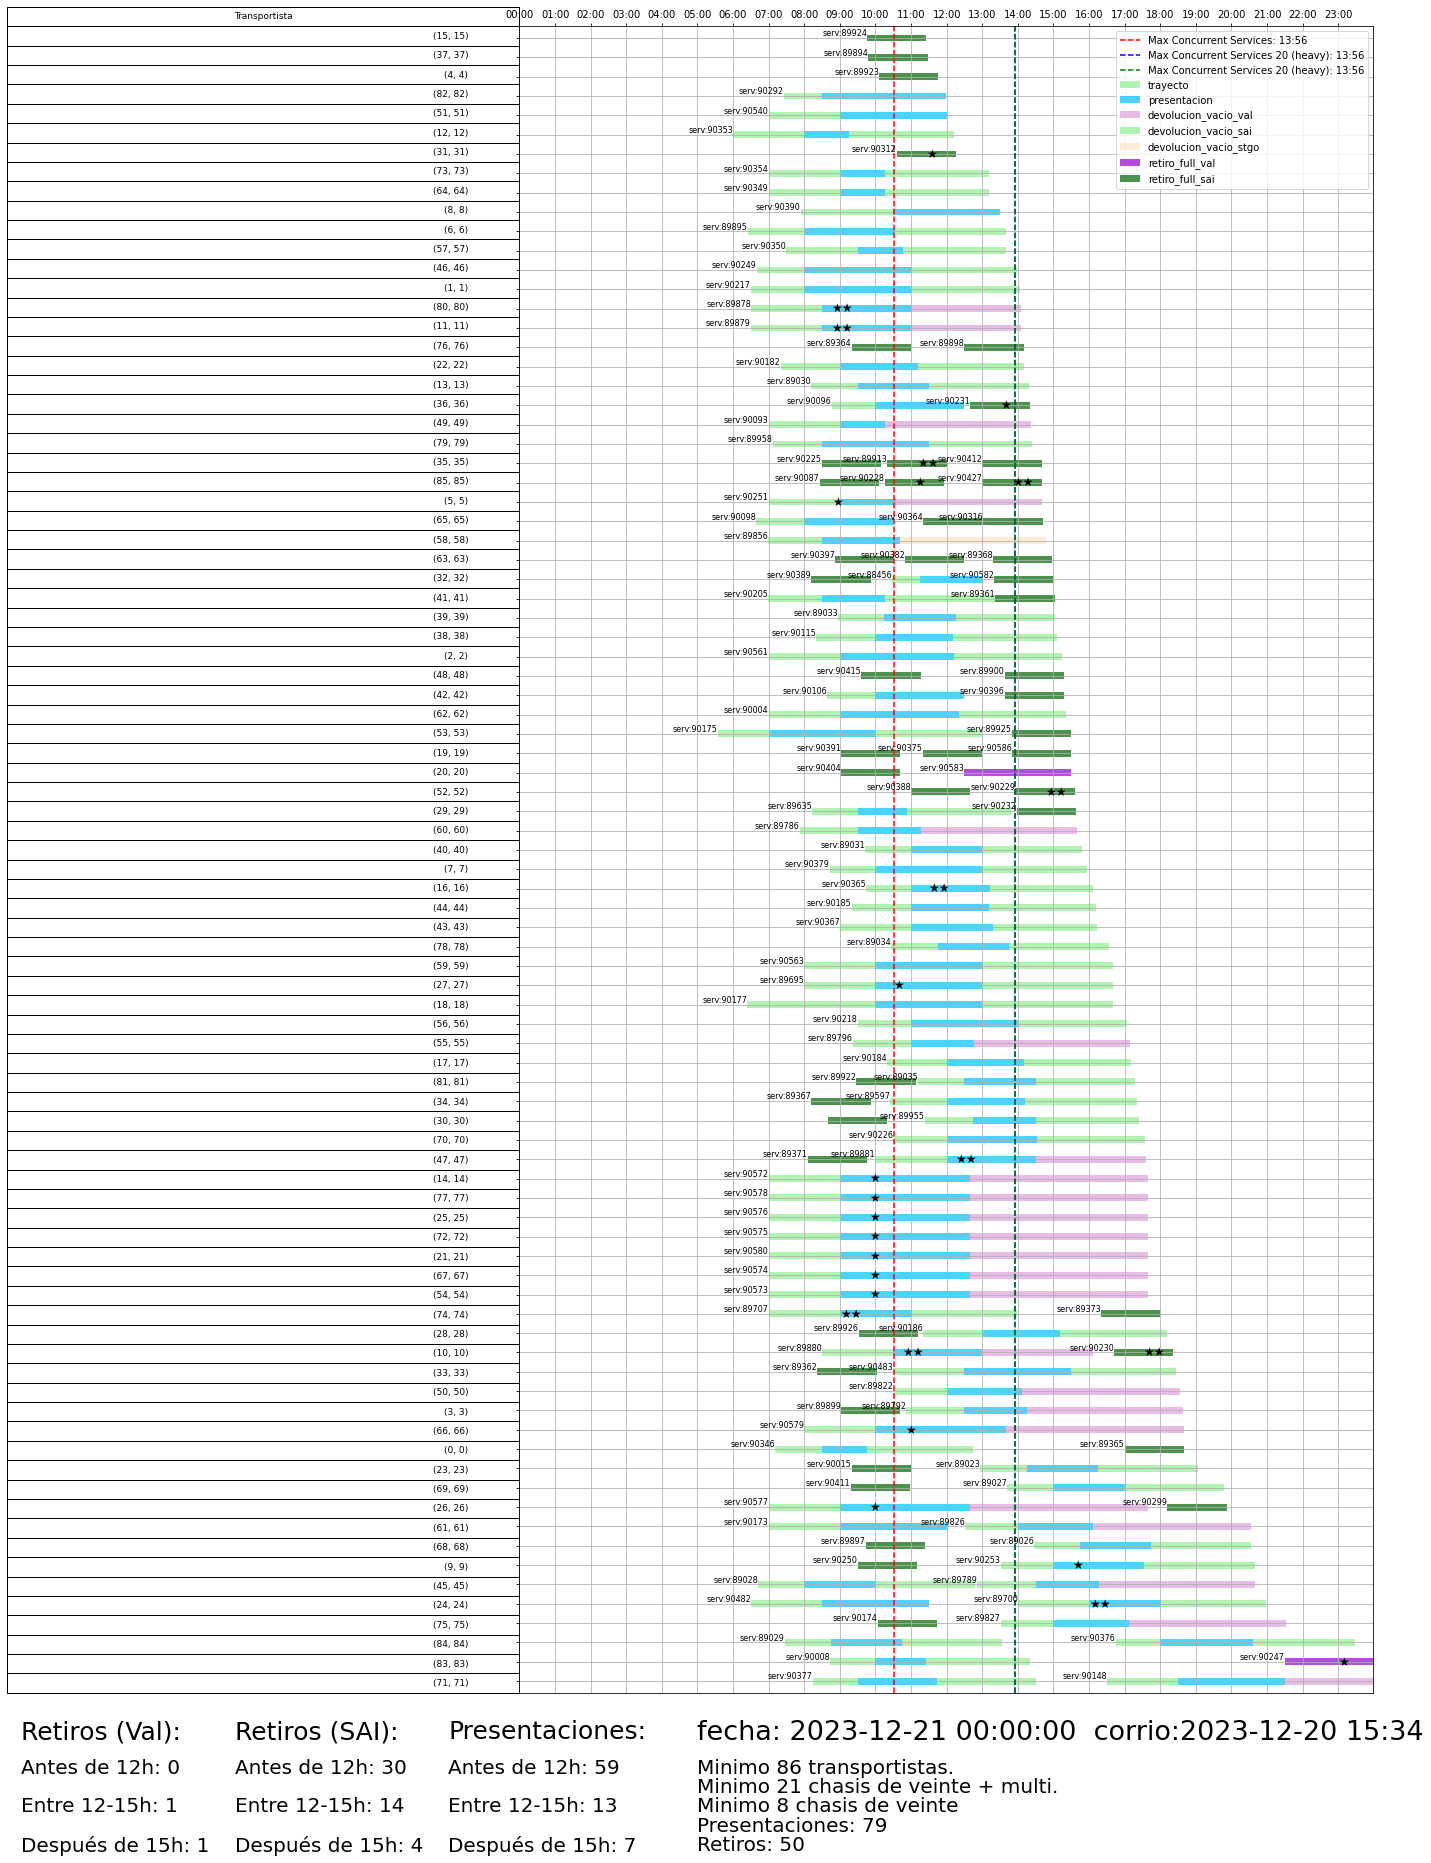 Transportista
00:00 01:00 02:00 03:00 04:00 05:00 06:00 07:00 08:00 09:00 10:00 11:00 12:00 13:00 14:00 15:00 16:00 17:00 18:00 19:00 20:00 21:00 22:00 23:00
Max Concurrent Services: 13:56
Max Concurrent Services 20 (heavy): 13:56
Max Concurrent Services 20 (heavy): 13:56
trayecto
presentacion
devolucion_vacio_val
devolucion_vacio_sai
devolucion_vacio_stgo
retiro_full_val
retiro_full_sai
(15, 15) serv:89924
(37, 37) serv:89894
(4, 4) serv:89923
(82, 82) serv:90292
(51, 51) serv:90540
(12, 12) serv:90353
(31, 31) serv:90312
(73, 73) serv:90354
(64, 64) serv:90349
(8, 8) serv:90390
(6, 6) serv:89895
(57, 57) serv:90350
(46, 46) serv:90249
(1, 1) serv:90217
(80, 80) serv:89878
(11, 11) serv:89879
(76, 76) serv:89364 serv:89898
(22, 22) serv:90182
(13, 13) serv:89030
(36, 36) serv:90096 serv:90231
(49, 49) serv:90093
(79, 79) serv:89958
(35, 35) serv:90225 serv:89913 serv:90412
(85, 85) serv:90087 serv:90228 serv:90427
(5, 5) serv:90251
(65, 65) serv:90098 serv:90364 serv:90316
(58, 58) serv:89856
(63, 63) serv:90397 serv:90382 serv:89368
(32, 32) serv:90389 serv:88456 serv:90582
(41, 41) serv:90205 serv:89361
(39, 39) serv:89033
(38, 38) serv:90115
(2, 2) serv:90561
(48, 48) serv:90415 serv:89900
(42, 42) serv:90106 serv:90396
(62, 62) serv:90004
(53, 53) serv:90175 serv:89925
(19, 19) serv:90391 serv:90375 serv:90586
(20, 20) serv:90404 serv:90583
(52, 52) serv:90388 serv:90229
(29, 29) serv:89635 serv:90232
(60, 60) serv:89786
(40, 40) serv:89031
(7, 7) serv:90379
(16, 16) serv:90365
(44, 44) serv:90185
(43, 43) serv:90367
(78, 78) serv:89034
(59, 59) serv:90563
(27, 27) serv:89695
(18, 18) serv:90177
(56, 56) serv:90218
(55, 55) serv:89796
(17, 17) serv:90184
(81, 81) serv:89922 serv:89035
(34, 34) serv:89367 serv:89597
(30, 30) serv:89955
(70, 70) serv:90226
(47, 47) serv:89371 serv:89881
(14, 14) serv:90572
(77, 77) serv:90578
(25, 25) serv:90576
(72, 72) serv:90575
(21, 21) serv:90580
(67, 67) serv:90574
(54, 54) serv:90573
(74, 74) serv:89707 serv:89373
(28, 28) serv:89926 serv:90186
(10, 10) serv:89880 serv:90230
(33, 33) serv:89362 serv:90483
(50, 50) serv:89822
(3, 3) serv:89899 serv:89792
(66, 66) serv:90579
(0, 0) serv:90346 serv:89365
(23, 23) serv:90015 serv:89023
(69, 69) serv:90411 serv:89027
(26, 26) serv:90577 serv:90299
(61, 61) serv:90173 serv:89826
(68, 68) serv:89897 serv:89026
(9, 9) serv:90250 serv:90253
(45, 45) serv:89028 serv:89789
(24, 24) serv:90482 serv:89700
(75, 75) serv:90174 serv:89827
(84, 84) serv:89029 serv:90376
(83, 83) serv:90008 serv:90247
(71, 71) serv:90377 serv:90148
Retiros (Val):
Antes de 12h: 0
Entre 12-15h: 1
Después de 15h: 1
Retiros (SAI):
Antes de 12h: 30
Entre 12-15h: 14
Después de 15h: 4
Presentaciones:
Antes de 12h: 59
Entre 12-15h: 13
Después de 15h: 7
fecha: 2023-12-21 00:00:00 corrio:2023-12-20 15:34
Minimo 86 transportistas.
Minimo 21 chasis de veinte + multi.
Minimo 8 chasis de veinte
Presentaciones: 79
Retiros: 50